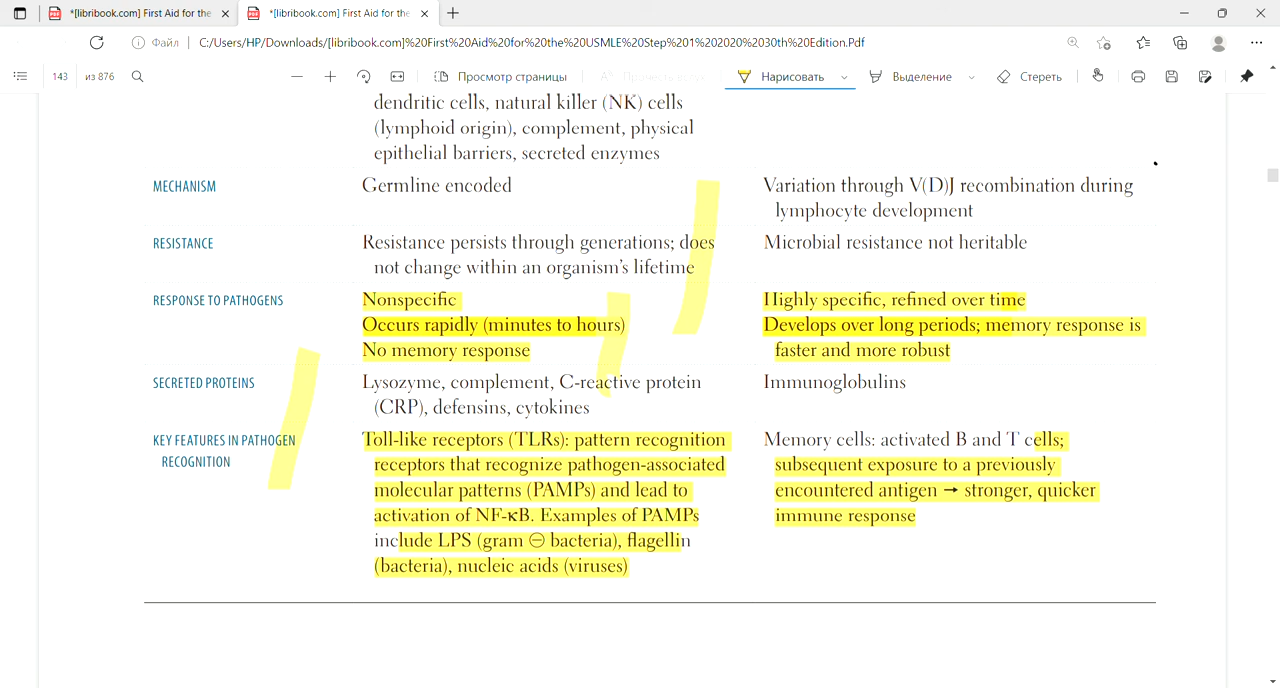 *[libribook.com] First Aid for the
*[libribook.com] First Aid for the
Файл
C:/Users/HP/Downloads/[libribook.com]%20First%20Aid%20for%20the%20USMLE%20Step%201%202020%2030th%20Edition.Pdf
143 из 876
Просмотр страницы
Прочесть вслух
Нарисовать
Выделение
Стереть
dendritic cells, natural killer (NK) cells
(lymphoid origin), complement, physical
epithelial barriers, secreted enzymes
MECHANISM
Germline encoded
Variation through V(D)J recombination during
lymphocyte development
RESISTANCE
Resistance persists through generations; does
not change within an organism's lifetime
Microbial resistance not heritable
RESPONSE TO PATHOGENS
Nonspecific
Occurs rapidly (minutes to hours)
No memory response
Highly specific, refined over time
Develops over long periods; memory response is
faster and more robust
SECRETED PROTEINS
Lysozyme, complement, C-reactive protein
(CRP), defensins, cytokines
Immunoglobulins
KEY FEATURES IN PATHOGEN
RECOGNITION
Toll-like receptors (TLRs): pattern recognition
receptors that recognize pathogen-associated
molecular patterns (PAMPs) and lead to
activation of NF-κB. Examples of PAMPs
include LPS (gram ⊖ bacteria), flagellin
(bacteria), nucleic acids (viruses)
Memory cells: activated B and T cells;
subsequent exposure to a previously
encountered antigen → stronger, quicker
immune response